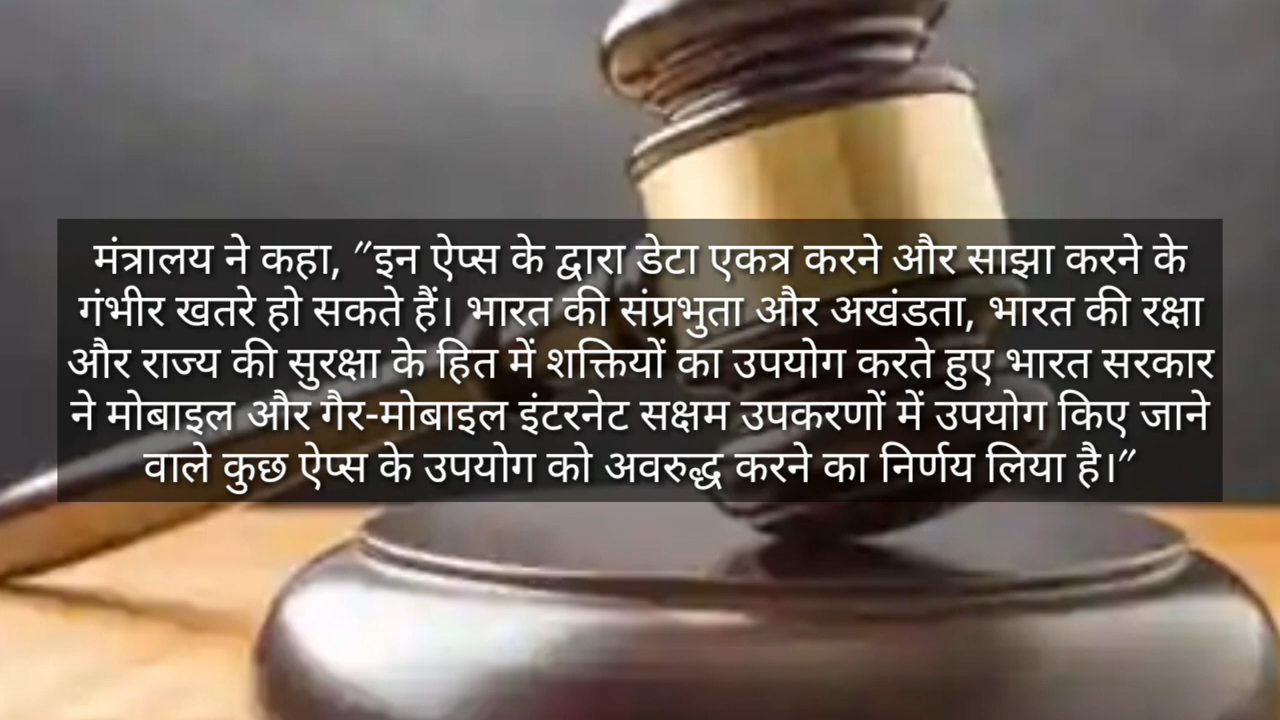 मंत्रालय ने कहा, "इन ऐप्स के द्वारा डेटा एकत्र करने और साझा करने के
गंभीर खतरे हो सकते हैं। भारत की संप्रभुता और अखंडता, भारत की रक्षा
और राज्य की सुरक्षा के हित में शक्तियों का उपयोग करते हुए भारत सरकार
ने मोबाइल और गैर-मोबाइल इंटरनेट सक्षम उपकरणों में उपयोग किए जाने
वाले कुछ ऐप्स के उपयोग को अवरुद्ध करने का निर्णय लिया है।"